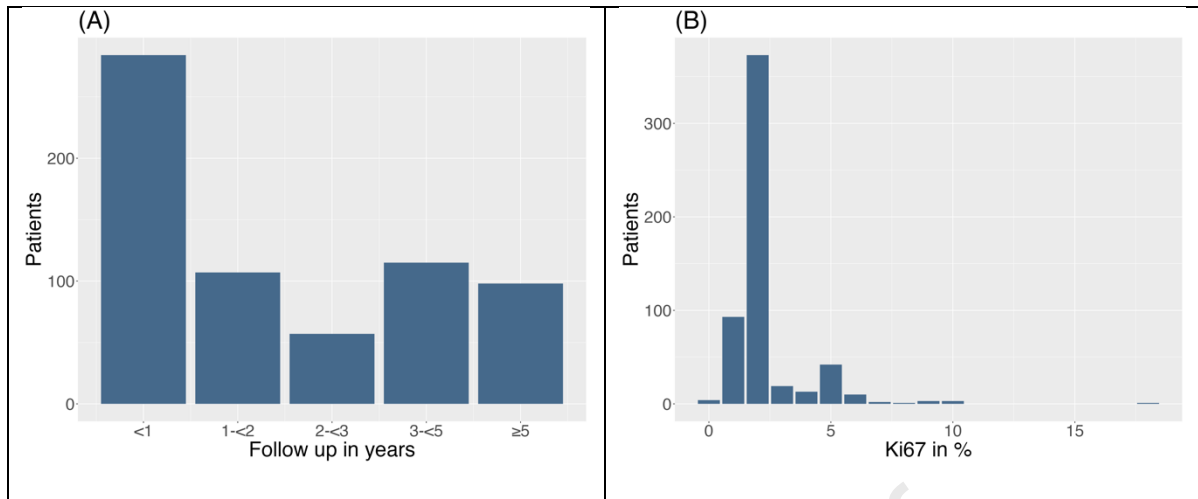 (A)
200
100
0
Patients
<1
1-<2
2-<3
3-<5
≥5
Follow up in years
(B)
300
200
100
0
Patients
0
5
10
15
Ki67 in %